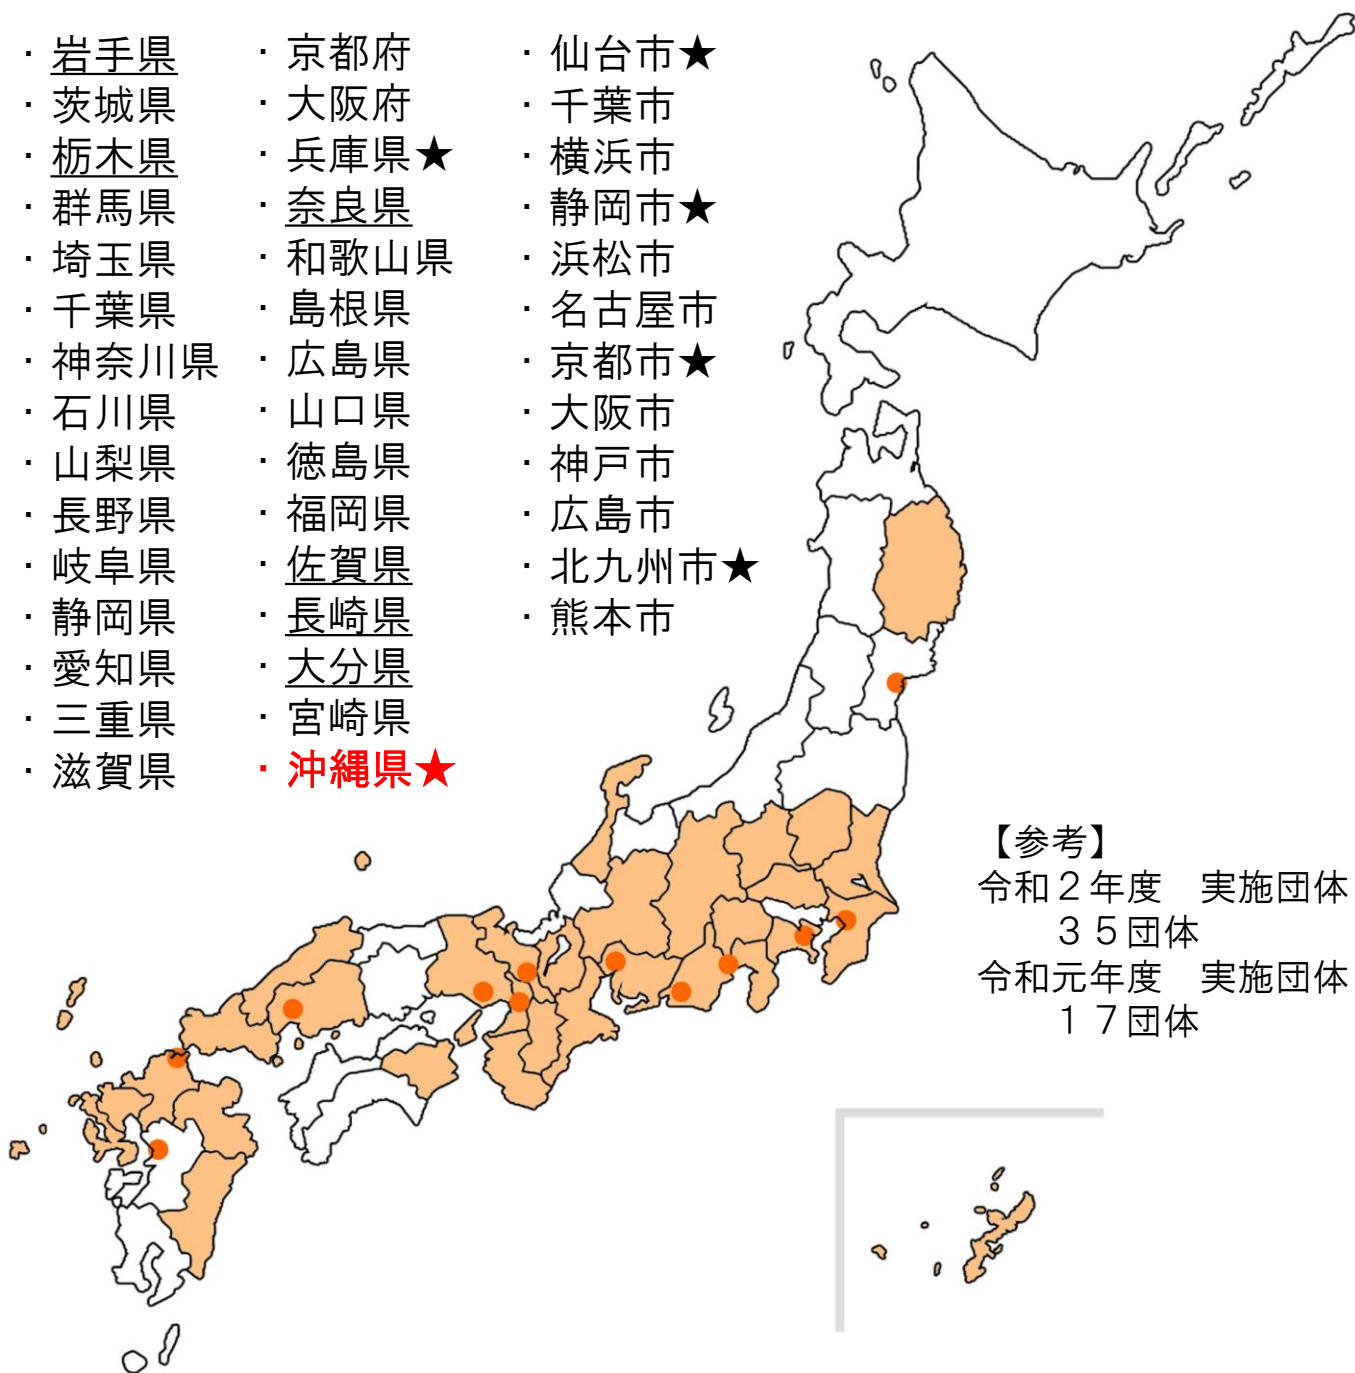 ・岩手県
・茨城県
・栃木県
・群馬県
・埼玉県
・千葉県
・神奈川県
・石川県
・山梨県
・長野県
・岐阜県
・静岡県
・愛知県
・三重県
・滋賀県
・京都府
・大阪府
・兵庫県★
・奈良県
・和歌山県
・島根県
・広島県
・山口県
・徳島県
・福岡県
・佐賀県
・長崎県
・大分県
・宮崎県
・沖縄県★
・仙台市★
・千葉市
・横浜市
・静岡市★
・浜松市
・名古屋市
・京都市★
・大阪市
・神戸市
・広島市
・北九州市★
・熊本市
【参考】
令和２年度　実施団体
３５団体
令和元年度　実施団体
１７団体